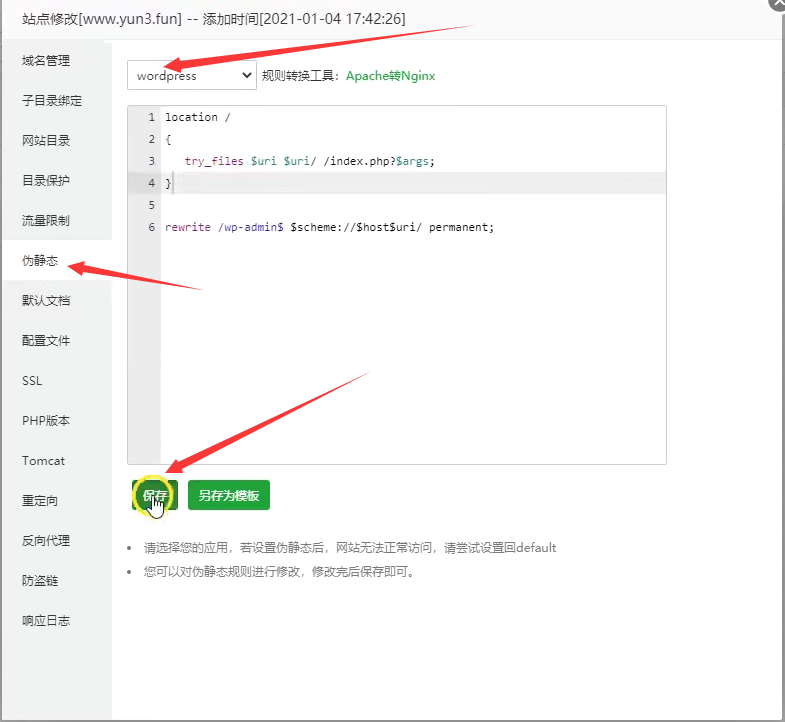 站点修改[www.yun3.fun] -- 添加时间[2021-01-04 17:42:26]
域名管理
子目录绑定
网站目录
目录保护
流量限制
伪静态
默认文档
配置文件
SSL
PHP版本
Tomcat
重定向
反向代理
防盗链
响应日志
wordpress 规则转换工具：Apache转Nginx
1 location /
2 {
3 try_files $uri $uri/ /index.php?$args;
4 }
5
6 rewrite /wp-admin$ $scheme://$host$uri/ permanent;
保存 另存为模板
• 请选择您的应用，若设置伪静态后，网站无法正常访问，请尝试设置回default
• 您可以对伪静态规则进行修改，修改完后保存即可。